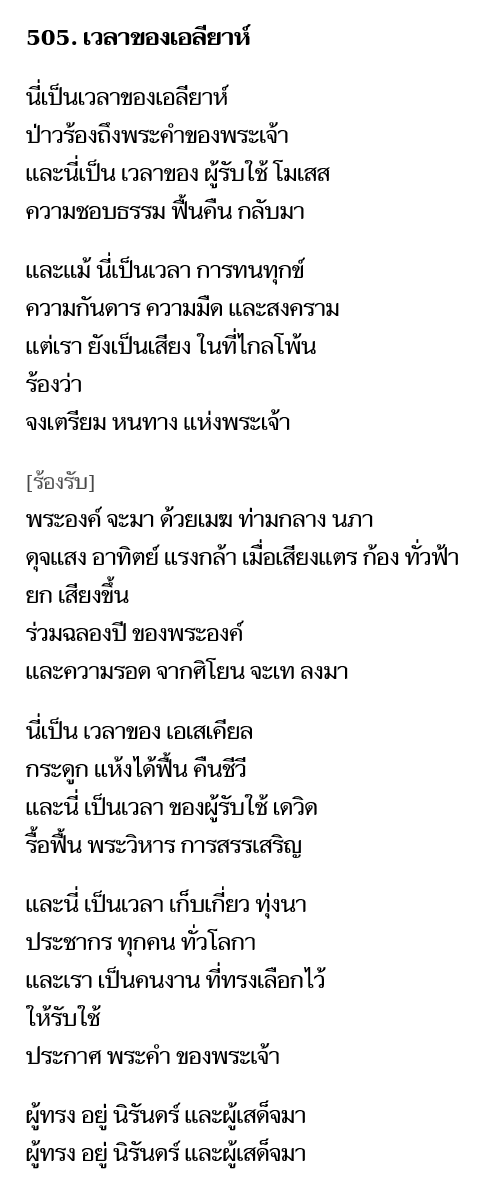 505. เวลาของเอลียาห์
นี่เป็นเวลาของเอลียาห์
ป่าวร้องถึงพระคำของพระเจ้า
และนี่เป็น เวลาของ ผู้รับใช้ โมเสส
ความชอบธรรม ฟื้นคืน กลับมา
และแม้ นี่เป็นเวลา การทนทุกข์
ความกันดาร ความมืด และสงคราม
แต่เรา ยังเป็นเสียง ในที่ไกลโพ้น
ร้องว่า
จงเตรียม หนทาง แห่งพระเจ้า
[ร้องรับ]
พระองค์ จะมา ด้วยเมฆ ท่ามกลาง นภา
ดุจแสง อาทิตย์ แรงกล้า เมื่อเสียงแตร ก้อง ทั่วฟ้า
ยก เสียงขึ้น
ร่วมฉลองปี ของพระองค์
และความรอด จากศิโยน จะเท ลงมา
นี่เป็น เวลาของ เอเสเคียล
กระดูก แห้งได้ฟื้น คืนชีวี
และนี่ เป็นเวลา ของผู้รับใช้ เดวิด
รื้อฟื้น พระวิหาร การสรรเสริญ
และนี่ เป็นเวลา เก็บเกี่ยว ทุ่งนา
ประชากร ทุกคน ทั่วโลกา
และเรา เป็นคนงาน ที่ทรงเลือกไว้
ให้รับใช้
ประกาศ พระคำ ของพระเจ้า
ผู้ทรง อยู่ นิรันดร์ และผู้เสด็จมา
ผู้ทรง อยู่ นิรันดร์ และผู้เสด็จมา